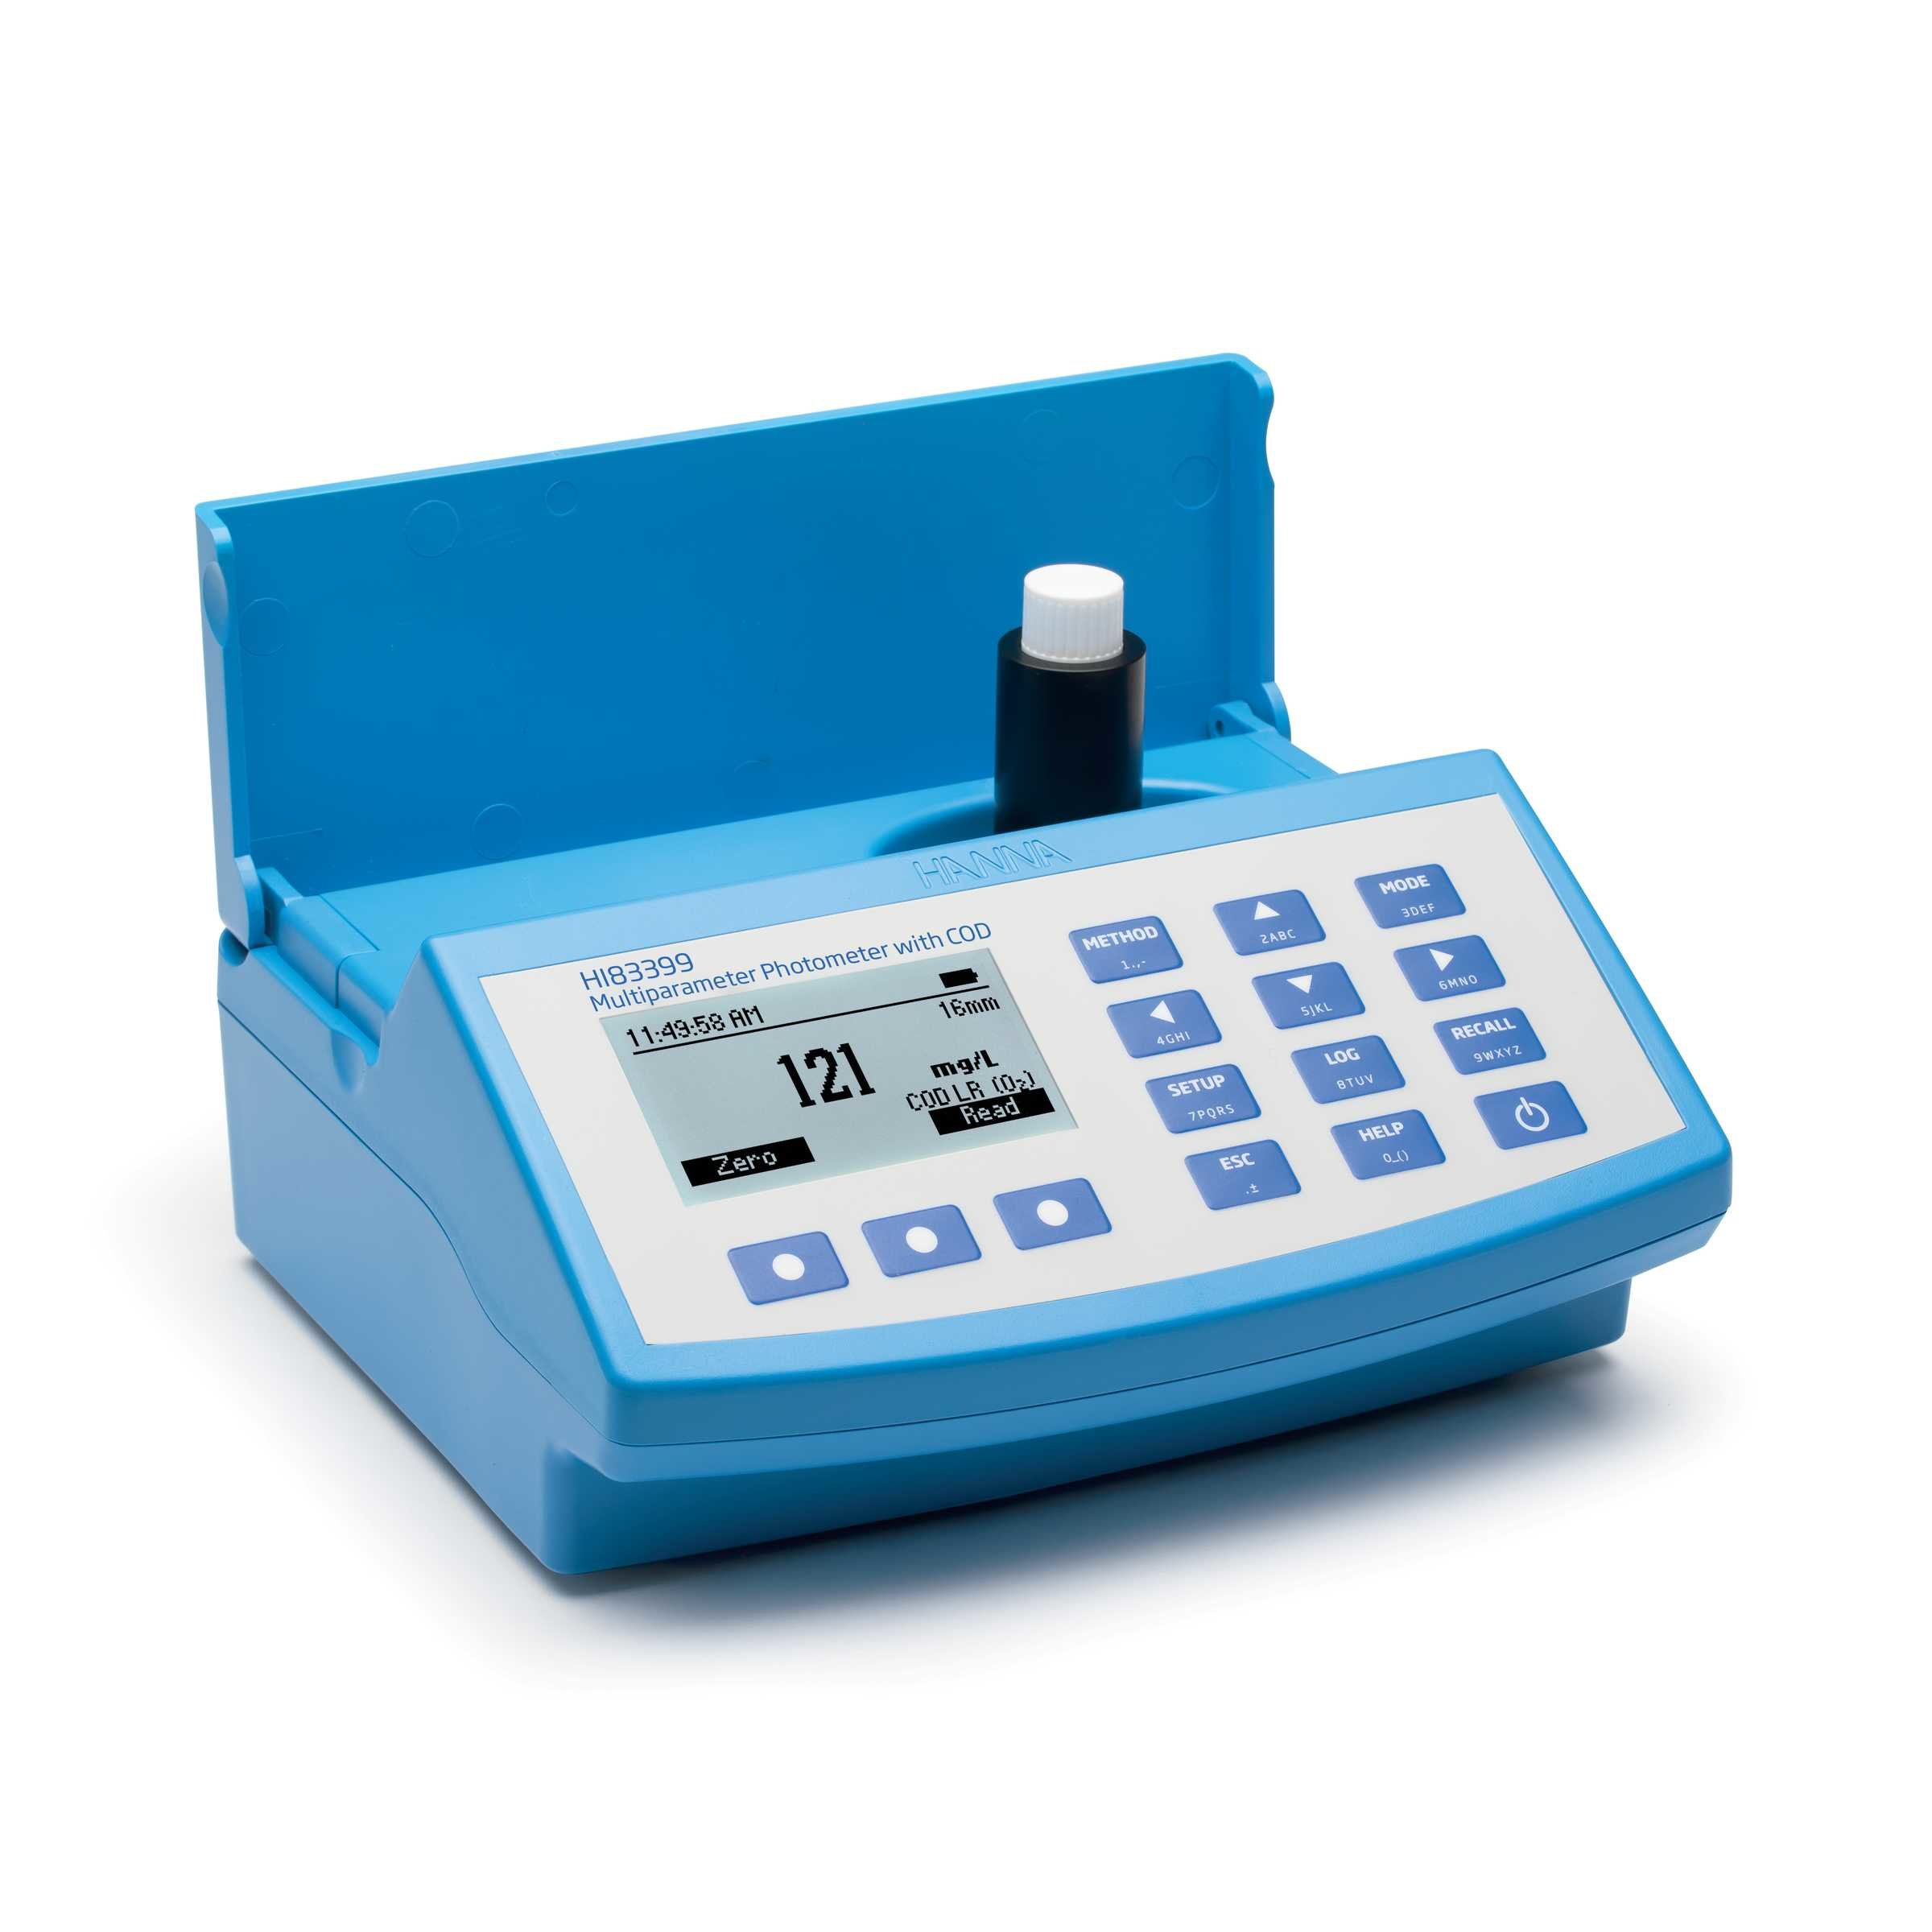 HANNA
HI83399
Multiparameter Photometer with COD
11:49:58 AM
16mm
121 mg/L
COD LR (O₂)
Zero Read
METHOD
1.,-
2ABC
MODE
3DEF
4GHI
5JKL
6MNO
SETUP
7PQRS
LOG
8TUV
RECALL
9WXYZ
ESC
.±
HELP
0_()